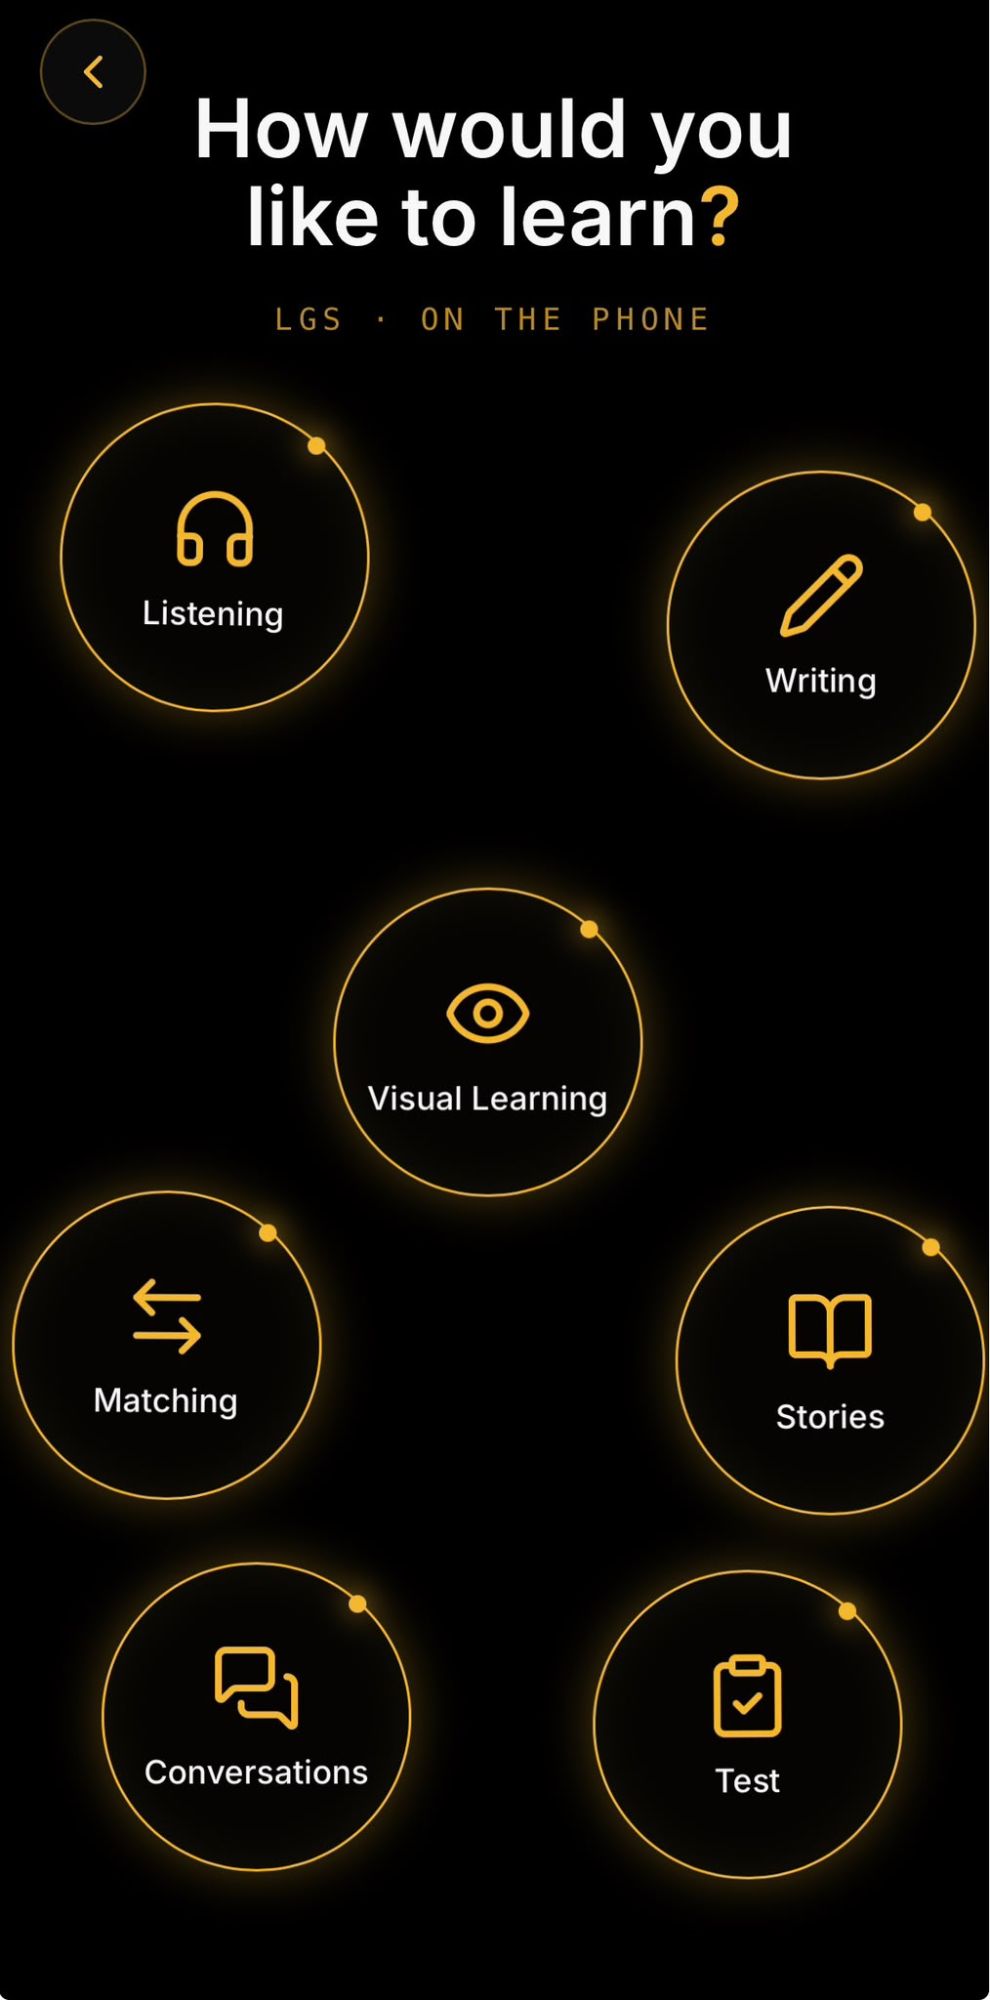 How would you
like to learn?
LGS · ON THE PHONE
Listening
Writing
Visual Learning
Matching
Stories
Conversations
Test